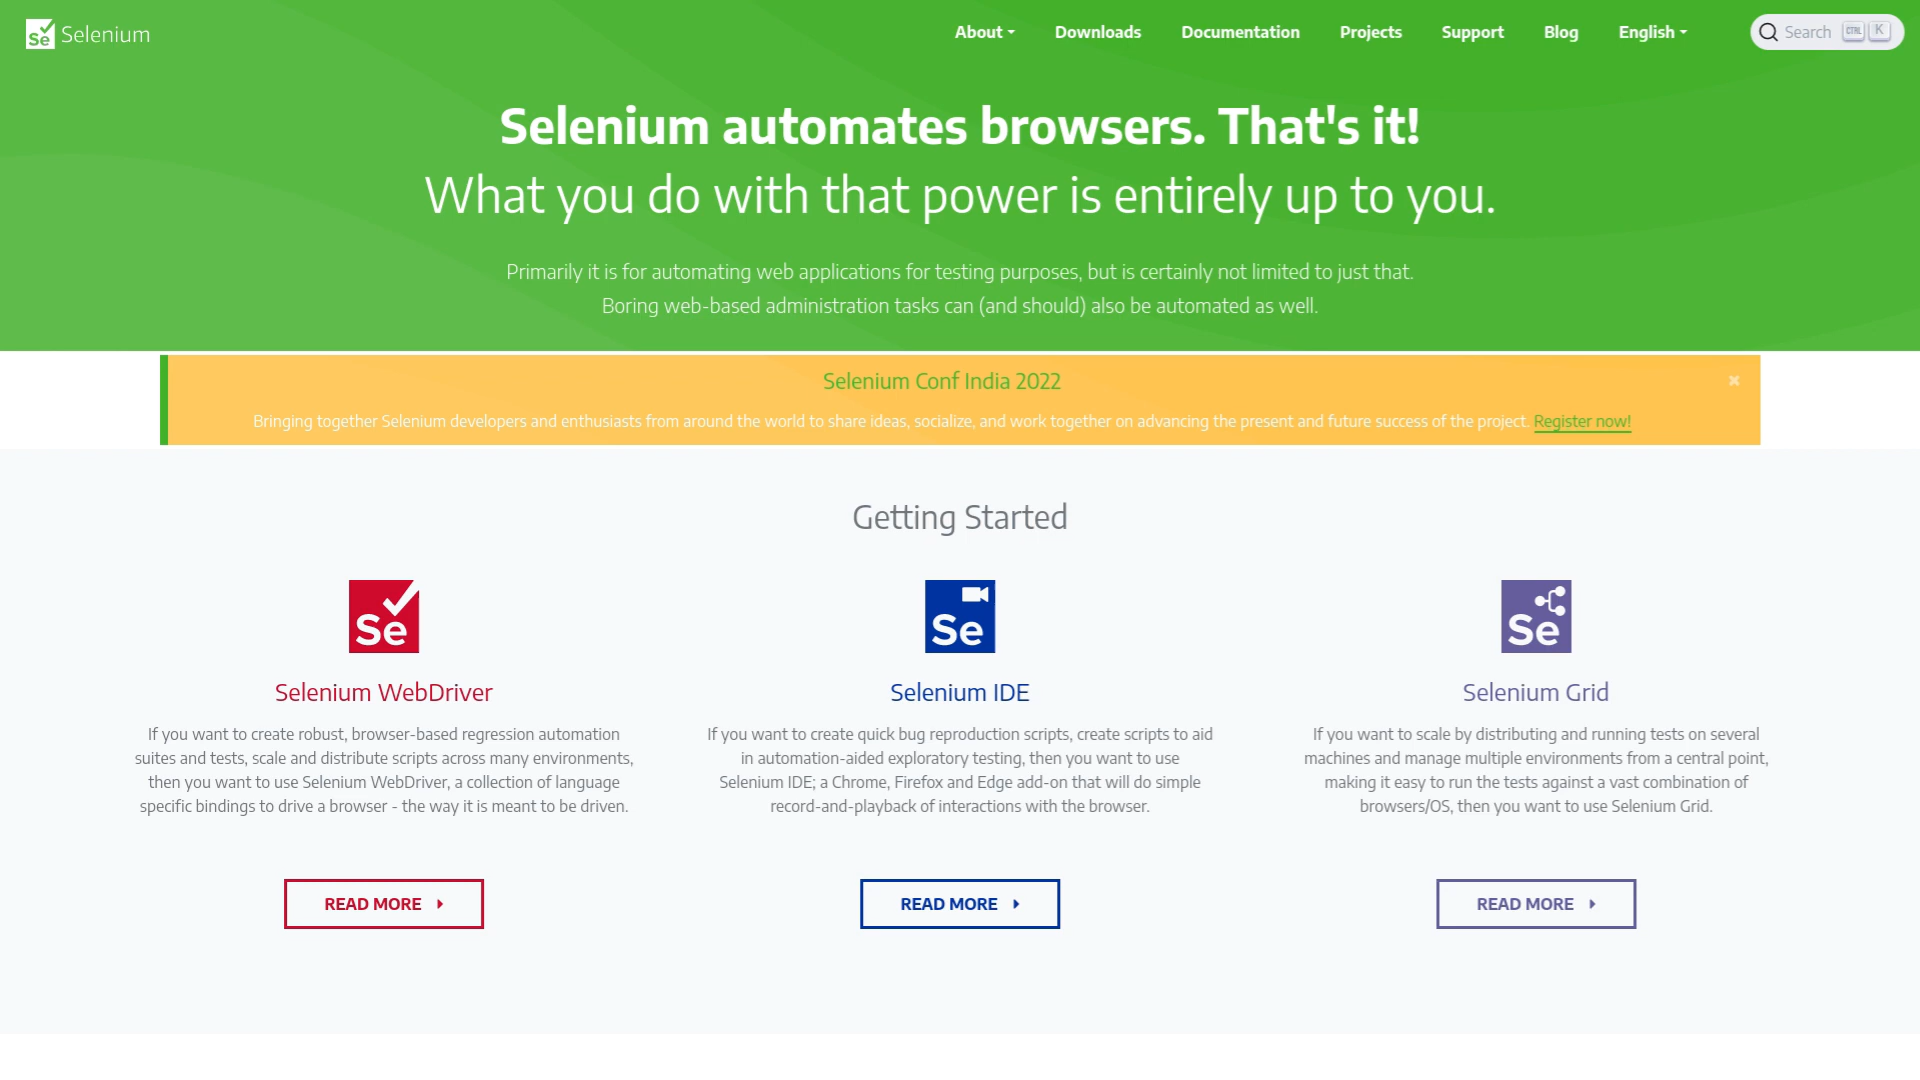 Se Selenium
About Downloads Documentation Projects Support Blog English Search CTRL K
Selenium automates browsers. That's it!
What you do with that power is entirely up to you.
Primarily it is for automating web applications for testing purposes, but is certainly not limited to just that.
Boring web-based administration tasks can (and should) also be automated as well.
Selenium Conf India 2022
Bringing together Selenium developers and enthusiasts from around the world to share ideas, socialize, and work together on advancing the present and future success of the project. Register now!
Getting Started
Se
Selenium WebDriver
If you want to create robust, browser-based regression automation
suites and tests, scale and distribute scripts across many environments,
then you want to use Selenium WebDriver, a collection of language
specific bindings to drive a browser - the way it is meant to be driven.
READ MORE
Se
Selenium IDE
If you want to create quick bug reproduction scripts, create scripts to aid
in automation-aided exploratory testing, then you want to use
Selenium IDE; a Chrome, Firefox and Edge add-on that will do simple
record-and-playback of interactions with the browser.
READ MORE
Se
Selenium Grid
If you want to scale by distributing and running tests on several
machines and manage multiple environments from a central point,
making it easy to run the tests against a vast combination of
browsers/OS, then you want to use Selenium Grid.
READ MORE